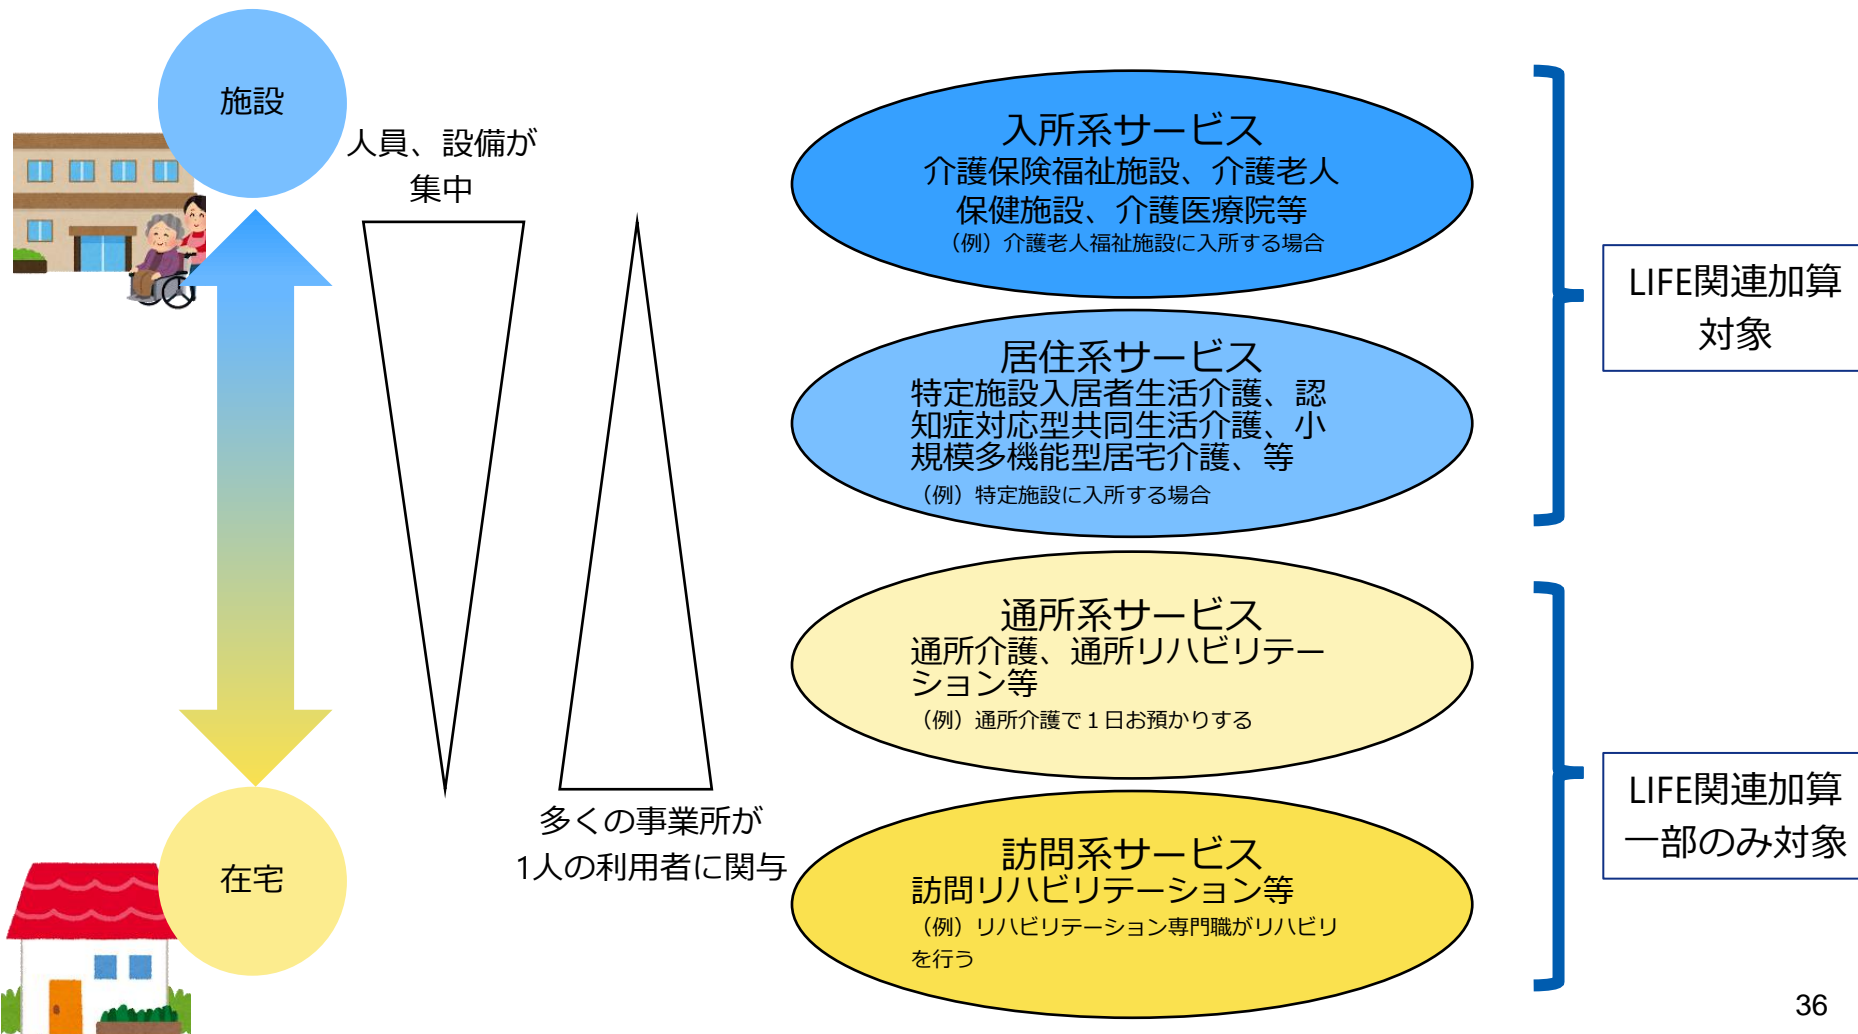 施設
人員、設備が
集中
多くの事業所が
1人の利用者に関与
在宅
入所系サービス
介護保険福祉施設、介護老人
保健施設、介護医療院等
（例）介護老人福祉施設に入所する場合
居住系サービス
特定施設入居者生活介護、認
知症対応型共同生活介護、小
規模多機能型居宅介護、等
（例）特定施設に入所する場合
通所系サービス
通所介護、通所リハビリテー
ション等
（例）通所介護で１日お預かりする
訪問系サービス
訪問リハビリテーション等
（例）リハビリテーション専門職がリハビリ
を行う
LIFE関連加算
対象
LIFE関連加算
一部のみ対象
36